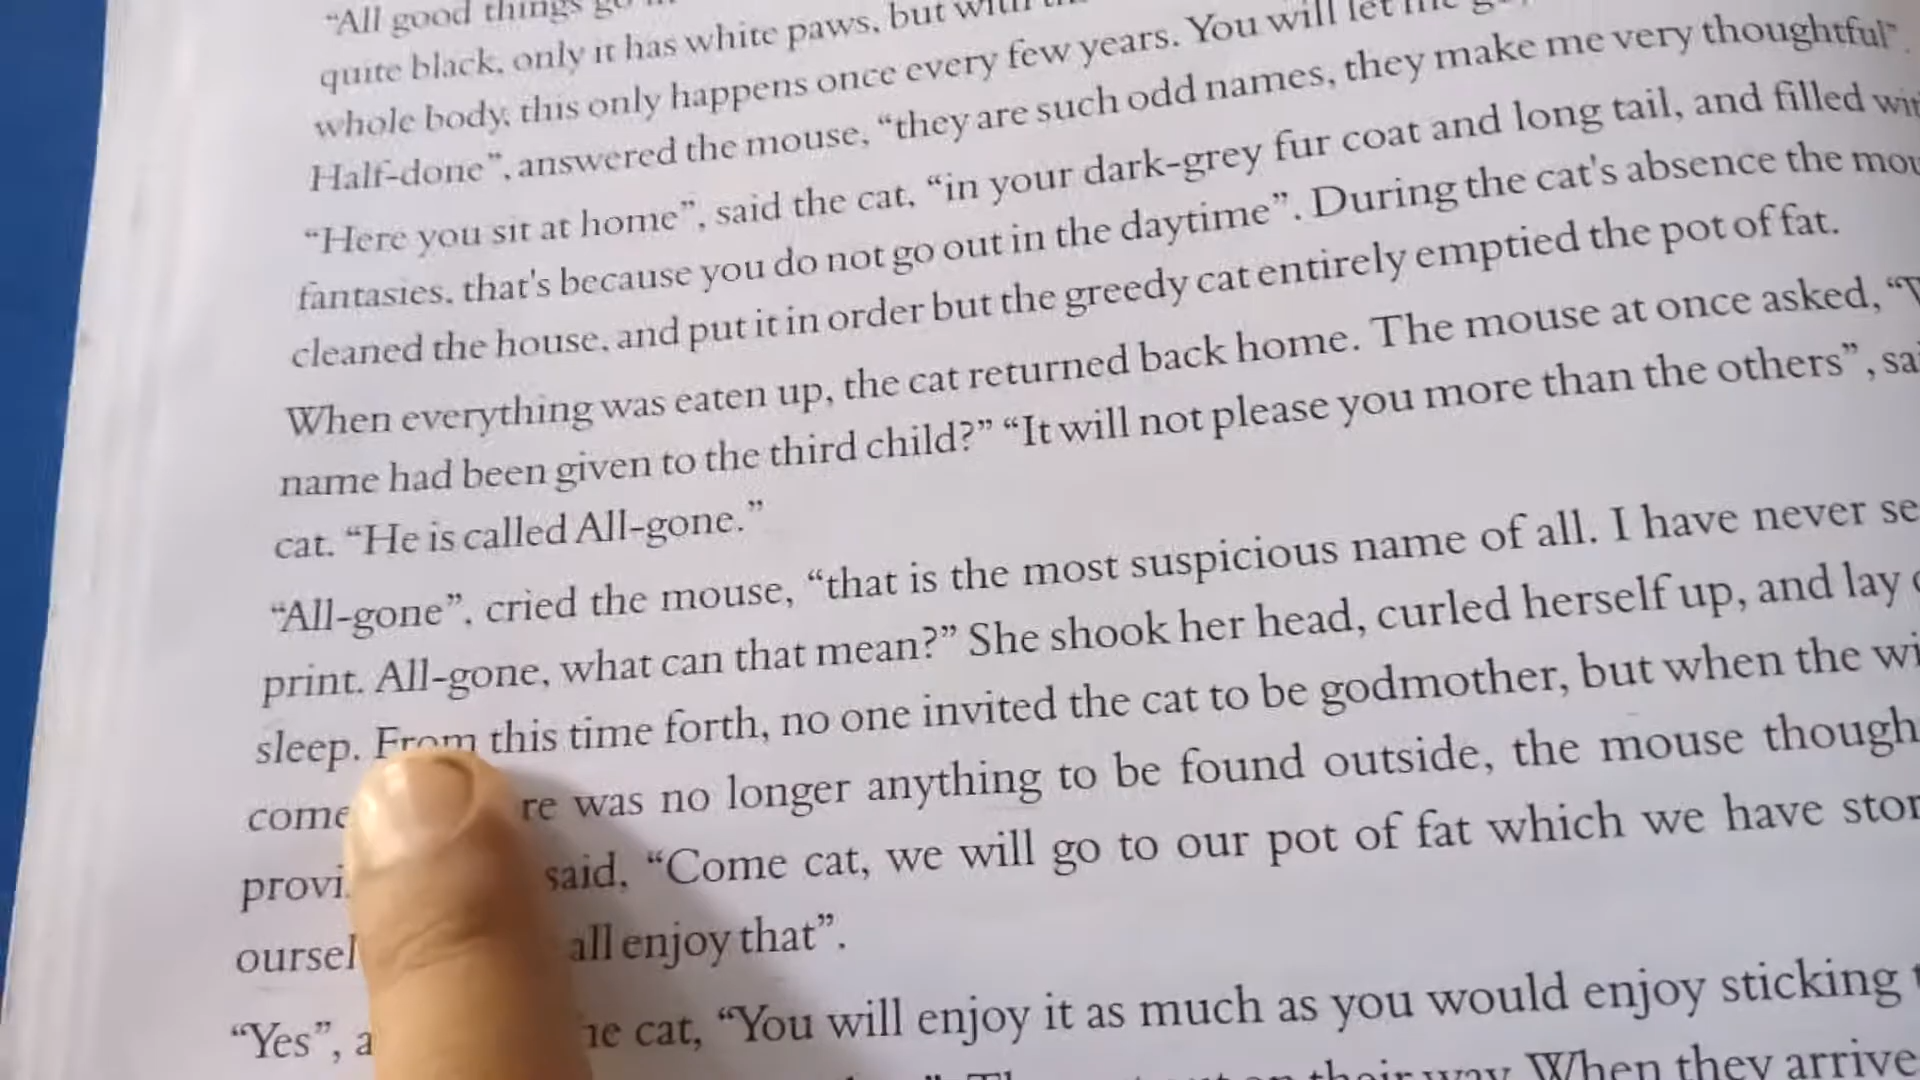 “All good things go
quite black, only it has white paws, but with
whole body, this only happens once every few years. You will let me
Half-done”, answered the mouse, “they are such odd names, they make me very thoughtful”.
“Here you sit at home”, said the cat, “in your dark-grey fur coat and long tail, and filled
fantasies, that's because you do not go out in the daytime”. During the cat's absence the
cleaned the house, and put it in order but the greedy cat entirely emptied the pot of fat.
When everything was eaten up, the cat returned back home. The mouse at once asked,
name had been given to the third child?” “It will not please you more than the others”,
cat. “He is called All-gone.”
“All-gone”, cried the mouse, “that is the most suspicious name of all. I have never
print. All-gone, what can that mean?” She shook her head, curled herself up, and lay
sleep. From this time forth, no one invited the cat to be godmother, but when the
come was no longer anything to be found outside, the mouse
said, “Come cat, we will go to our pot of fat which we have
all enjoy that”.
“Yes”, cat, “You will enjoy it as much as you would enjoy sticking
their way. When they